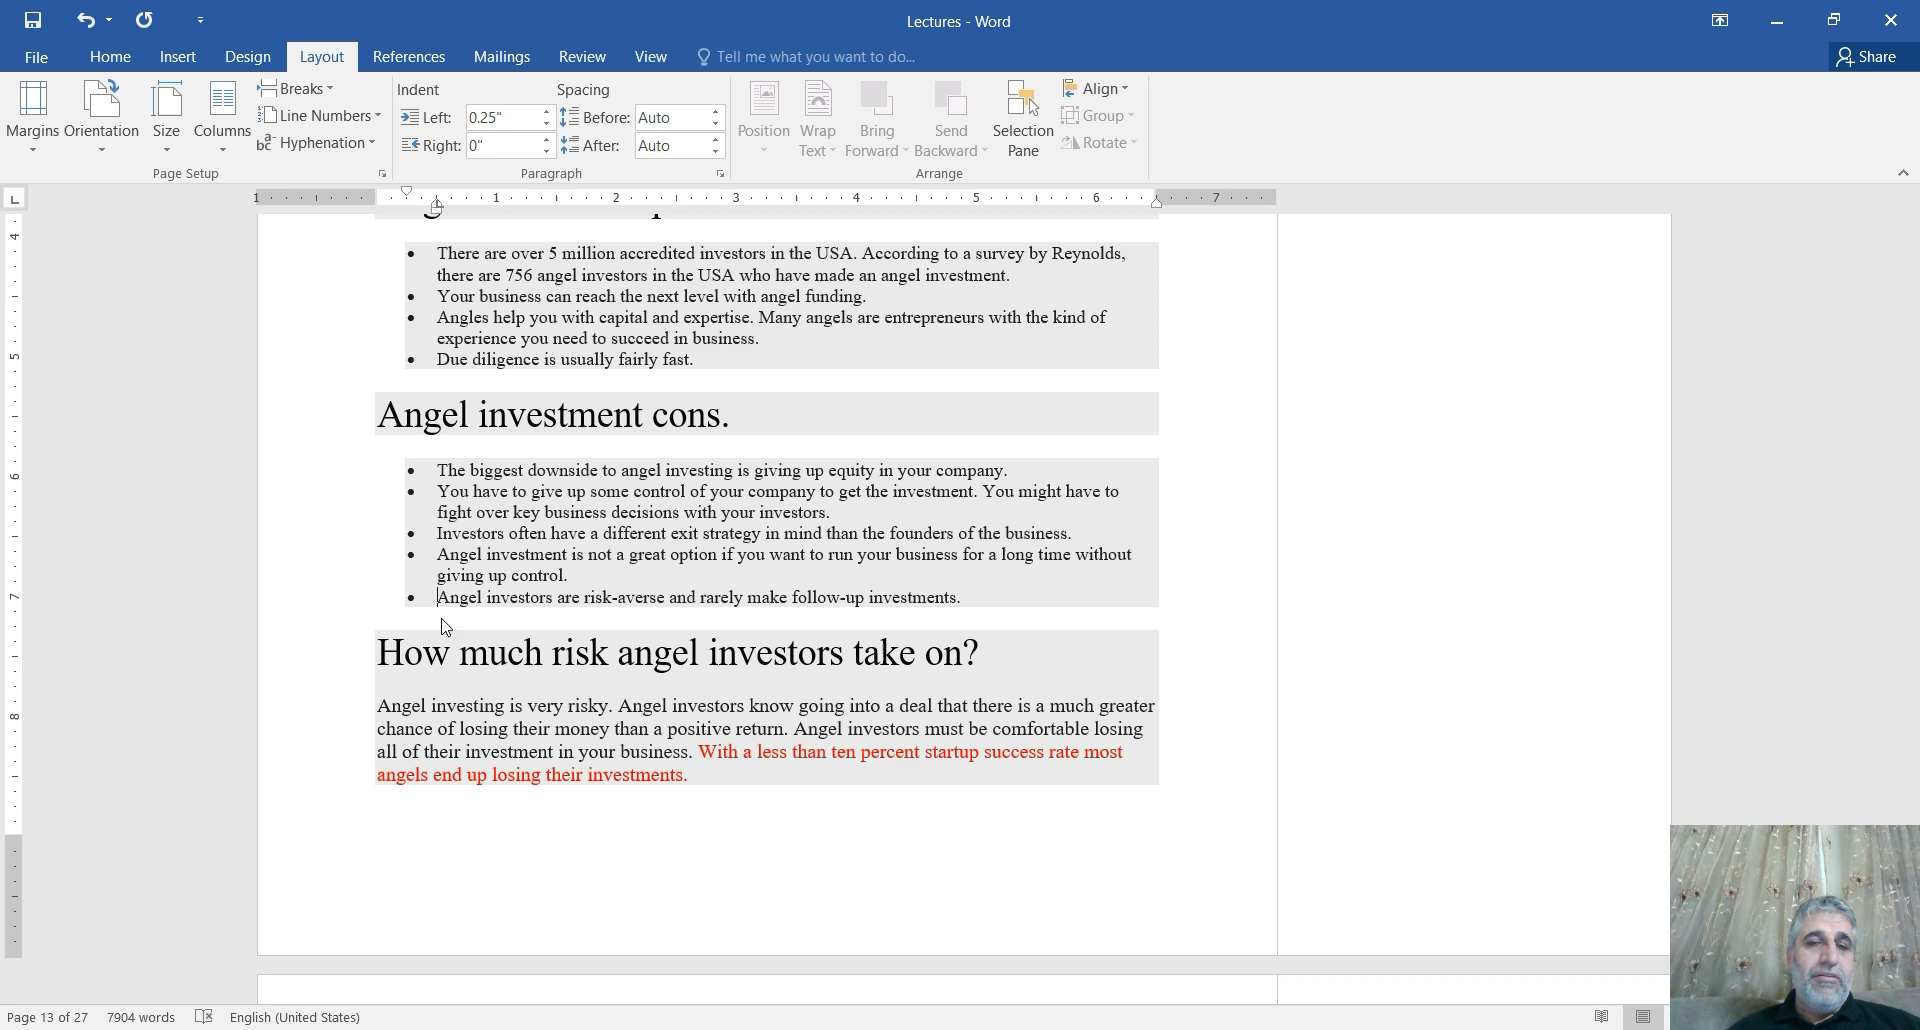 Lectures - Word
File Home Insert Design Layout References Mailings Review View Tell me what you want to do... Share
Margins Orientation Size Columns
Breaks
Line Numbers
Hyphenation
Page Setup
Indent Spacing
Left: 0.25" Before: Auto
Right: 0" After: Auto
Paragraph
Position Wrap Text Bring Forward Send Backward Selection Pane
Align
Group
Rotate
Arrange
1 1 2 3 4 5 6 7
4
5
6
7
8
• There are over 5 million accredited investors in the USA. According to a survey by Reynolds,
there are 756 angel investors in the USA who have made an angel investment.
• Your business can reach the next level with angel funding.
• Angles help you with capital and expertise. Many angels are entrepreneurs with the kind of
experience you need to succeed in business.
• Due diligence is usually fairly fast.
Angel investment cons.
• The biggest downside to angel investing is giving up equity in your company.
• You have to give up some control of your company to get the investment. You might have to
fight over key business decisions with your investors.
• Investors often have a different exit strategy in mind than the founders of the business.
• Angel investment is not a great option if you want to run your business for a long time without
giving up control.
• Angel investors are risk-averse and rarely make follow-up investments.
How much risk angel investors take on?
Angel investing is very risky. Angel investors know going into a deal that there is a much greater
chance of losing their money than a positive return. Angel investors must be comfortable losing
all of their investment in your business. With a less than ten percent startup success rate most
angels end up losing their investments.
Page 13 of 27 7904 words English (United States)